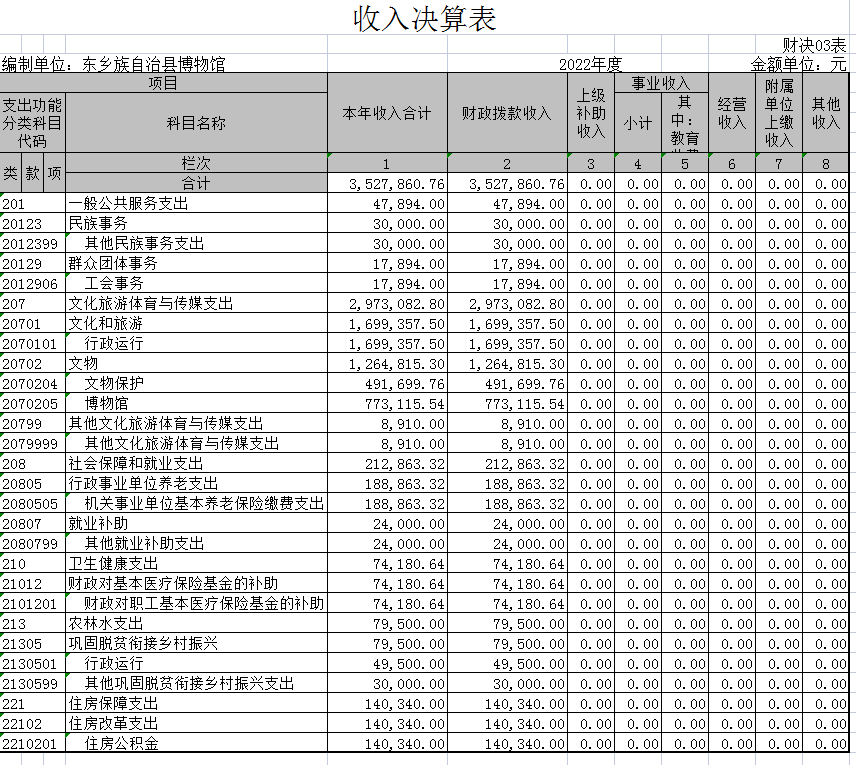 收入决算表
财决03表
编制单位：东乡族自治县博物馆 2022年度 金额单位：元
项目 本年收入合计 财政拨款收入 上级补助收入 事业收入 经营收入 附属单位上缴收入 其他收入
支出功能分类科目代码 科目名称 小计 其中：教育
类 款 项 栏次 1 2 3 4 5 6 7 8
合计 3,527,860.76 3,527,860.76 0.00 0.00 0.00 0.00 0.00 0.00
201 一般公共服务支出 47,894.00 47,894.00 0.00 0.00 0.00 0.00 0.00 0.00
20123 民族事务 30,000.00 30,000.00 0.00 0.00 0.00 0.00 0.00 0.00
2012399 其他民族事务支出 30,000.00 30,000.00 0.00 0.00 0.00 0.00 0.00 0.00
20129 群众团体事务 17,894.00 17,894.00 0.00 0.00 0.00 0.00 0.00 0.00
2012906 工会事务 17,894.00 17,894.00 0.00 0.00 0.00 0.00 0.00 0.00
207 文化旅游体育与传媒支出 2,973,082.80 2,973,082.80 0.00 0.00 0.00 0.00 0.00 0.00
20701 文化和旅游 1,699,357.50 1,699,357.50 0.00 0.00 0.00 0.00 0.00 0.00
2070101 行政运行 1,699,357.50 1,699,357.50 0.00 0.00 0.00 0.00 0.00 0.00
20702 文物 1,264,815.30 1,264,815.30 0.00 0.00 0.00 0.00 0.00 0.00
2070204 文物保护 491,699.76 491,699.76 0.00 0.00 0.00 0.00 0.00 0.00
2070205 博物馆 773,115.54 773,115.54 0.00 0.00 0.00 0.00 0.00 0.00
20799 其他文化旅游体育与传媒支出 8,910.00 8,910.00 0.00 0.00 0.00 0.00 0.00 0.00
2079999 其他文化旅游体育与传媒支出 8,910.00 8,910.00 0.00 0.00 0.00 0.00 0.00 0.00
208 社会保障和就业支出 212,863.32 212,863.32 0.00 0.00 0.00 0.00 0.00 0.00
20805 行政事业单位养老支出 188,863.32 188,863.32 0.00 0.00 0.00 0.00 0.00 0.00
2080505 机关事业单位基本养老保险缴费支出 188,863.32 188,863.32 0.00 0.00 0.00 0.00 0.00 0.00
20807 就业补助 24,000.00 24,000.00 0.00 0.00 0.00 0.00 0.00 0.00
2080799 其他就业补助支出 24,000.00 24,000.00 0.00 0.00 0.00 0.00 0.00 0.00
210 卫生健康支出 74,180.64 74,180.64 0.00 0.00 0.00 0.00 0.00 0.00
21012 财政对基本医疗保险基金的补助 74,180.64 74,180.64 0.00 0.00 0.00 0.00 0.00 0.00
2101201 财政对职工基本医疗保险基金的补助 74,180.64 74,180.64 0.00 0.00 0.00 0.00 0.00 0.00
213 农林水支出 79,500.00 79,500.00 0.00 0.00 0.00 0.00 0.00 0.00
21305 巩固脱贫衔接乡村振兴 79,500.00 79,500.00 0.00 0.00 0.00 0.00 0.00 0.00
2130501 行政运行 49,500.00 49,500.00 0.00 0.00 0.00 0.00 0.00 0.00
2130599 其他巩固脱贫衔接乡村振兴支出 30,000.00 30,000.00 0.00 0.00 0.00 0.00 0.00 0.00
221 住房保障支出 140,340.00 140,340.00 0.00 0.00 0.00 0.00 0.00 0.00
22102 住房改革支出 140,340.00 140,340.00 0.00 0.00 0.00 0.00 0.00 0.00
2210201 住房公积金 140,340.00 140,340.00 0.00 0.00 0.00 0.00 0.00 0.00